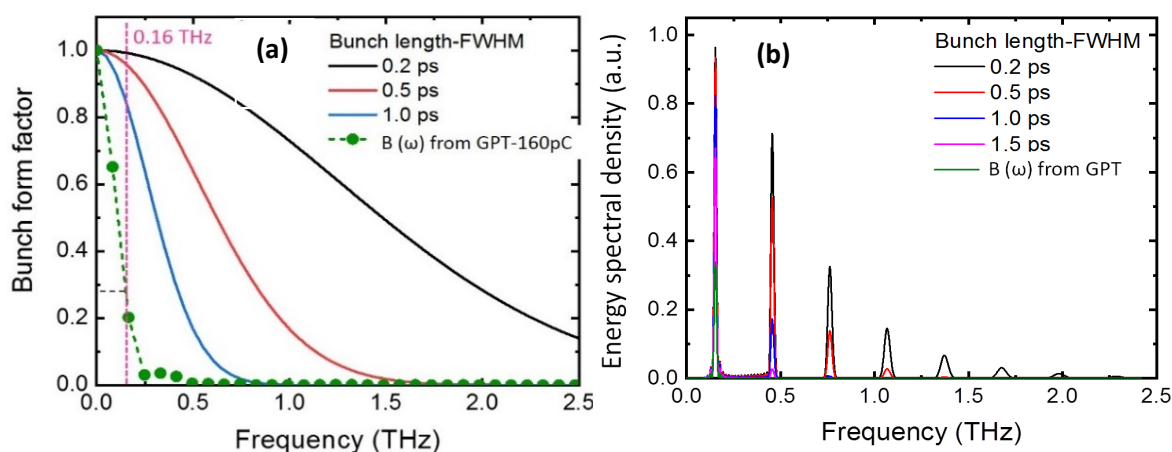 0.16 THz
(a)
Bunch length-FWHM
0.2 ps
0.5 ps
1.0 ps
B (ω) from GPT-160pC
Bunch form factor
1.0
0.8
0.6
0.4
0.2
0.0
0.0 0.5 1.0 1.5 2.0 2.5
Frequency (THz)
(b)
Bunch length-FWHM
0.2 ps
0.5 ps
1.0 ps
1.5 ps
B (ω) from GPT
Energy spectral density (a.u.)
1.0
0.8
0.6
0.4
0.2
0.0
0.0 0.5 1.0 1.5 2.0 2.5
Frequency (THz)